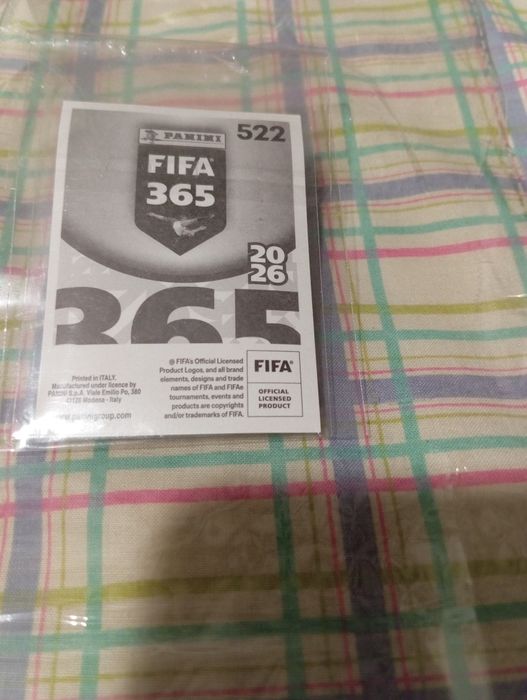 PANINI
522
FIFA
365
20
26
365
Printed in ITALY.
Manufactured under licence by
PANINI S.p.A. Viale Emilio Po, 380
41126 Modena - Italy
www.paninigroup.com
© FIFA's Official Licensed
Product Logos, and all brand
elements, designs and trade
names of FIFA and FIFAe
tournaments, events and
products are copyrights
and/or trademarks of FIFA.
FIFA®
OFFICIAL
LICENSED
PRODUCT